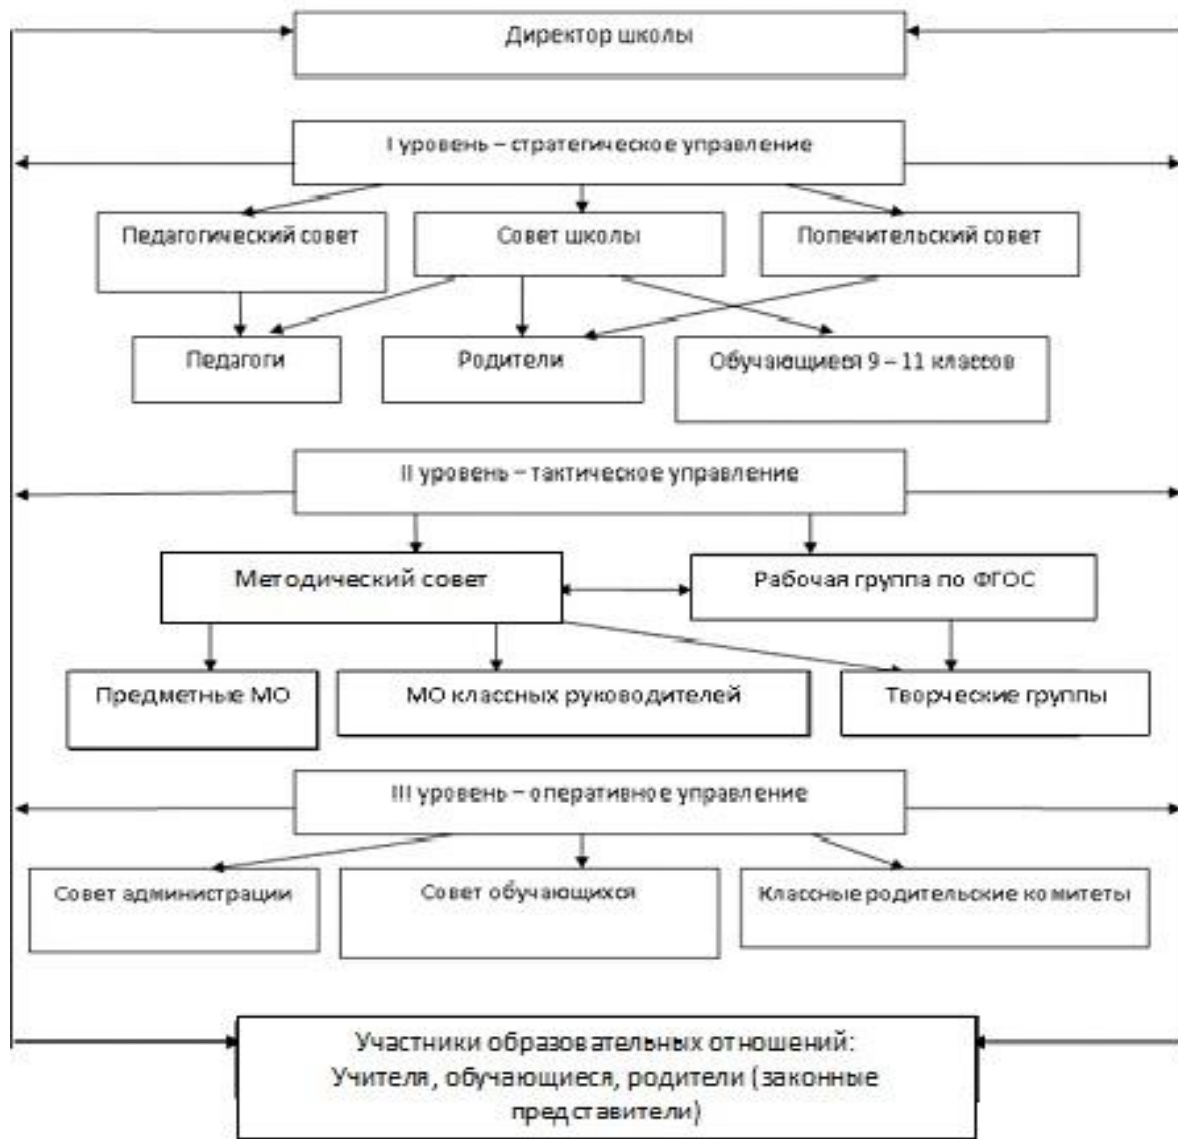 Директор школы
I уровень – стратегическое управление
Педагогический совет
Совет школы
Попечительский совет
Педагоги
Родители
Обучающиеся 9 – 11 классов
II уровень – тактическое управление
Методический совет
Рабочая группа по ФГОС
Предметные МО
МО классных руководителей
Творческие группы
III уровень – оперативное управление
Совет администрации
Совет обучающихся
Классные родительские комитеты
Участники образовательных отношений:
Учителя, обучающиеся, родители (законные
представители)